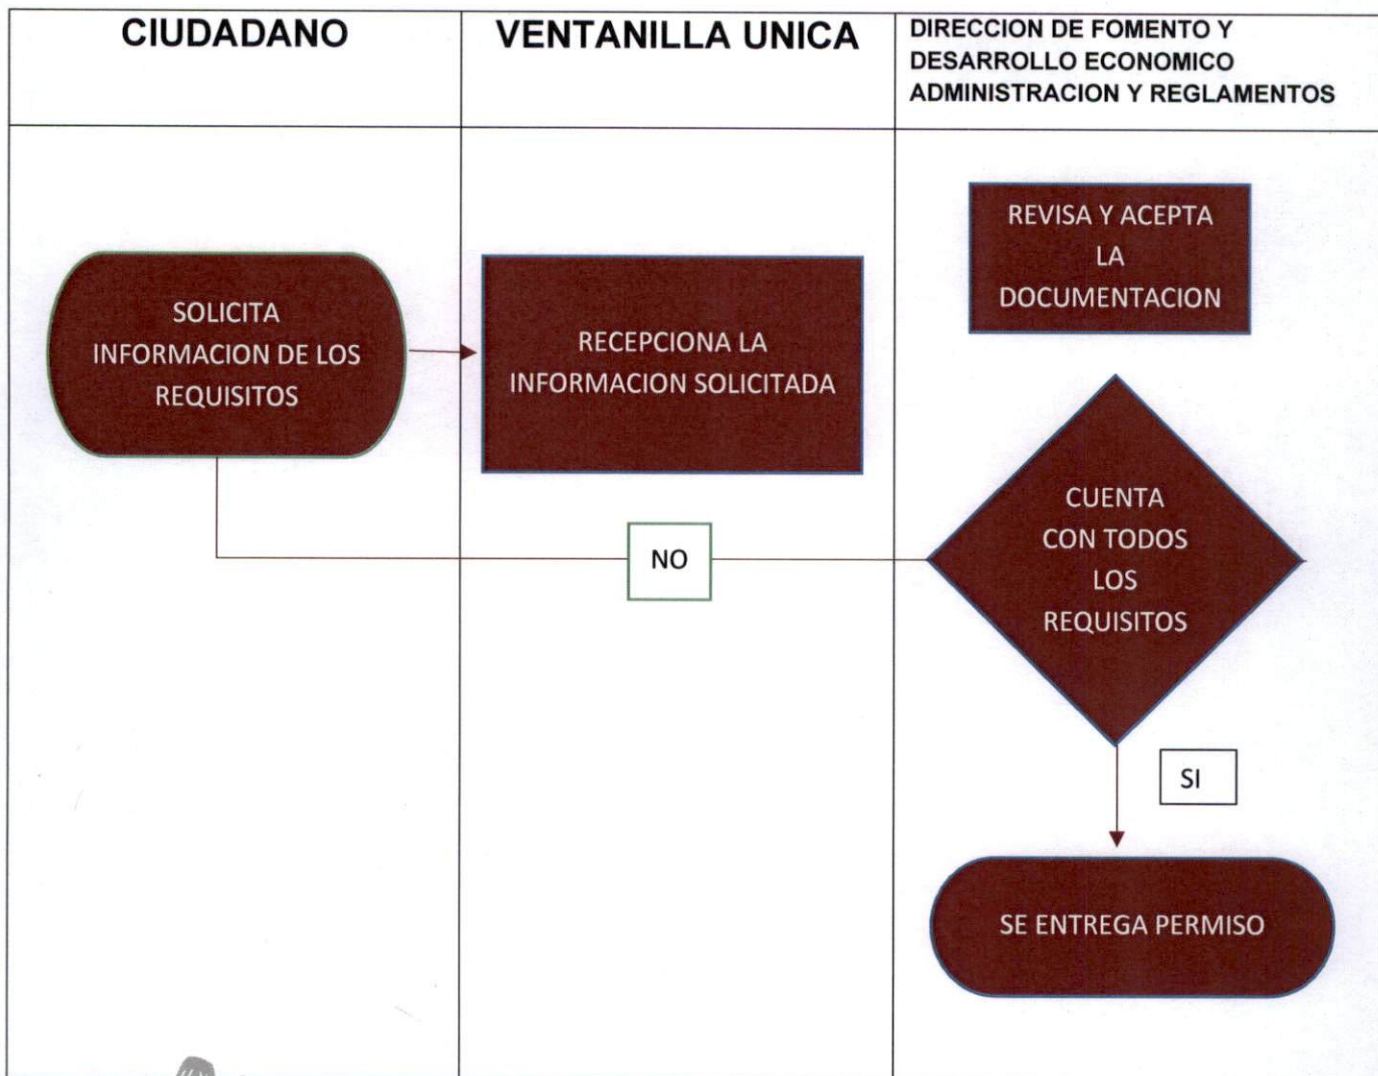 CIUDADANO
VENTANILLA UNICA
DIRECCION DE FOMENTO Y
DESARROLLO ECONOMICO
ADMINISTRACION Y REGLAMENTOS
SOLICITA
INFORMACION DE LOS
REQUISITOS
RECEPCIONA LA
INFORMACION SOLICITADA
REVISA Y ACEPTA
LA
DOCUMENTACION
CUENTA
CON TODOS
LOS
REQUISITOS
NO
SI
SE ENTREGA PERMISO